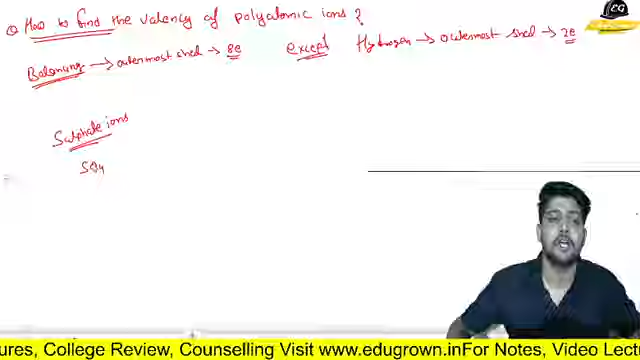 Q How to find the valency of polyatomic ions ?
Balancing → outermost shell → 8e except Hydrogen → outermost shell → 2e
Sulphate ions
SO4
EG
ures, College Review, Counselling Visit www.edugrown.inFor Notes, Video Lect